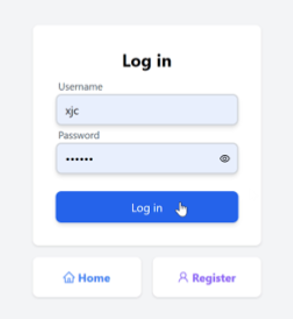 Log in
Username
xjc
Password
••••••
Log in
Home
Register